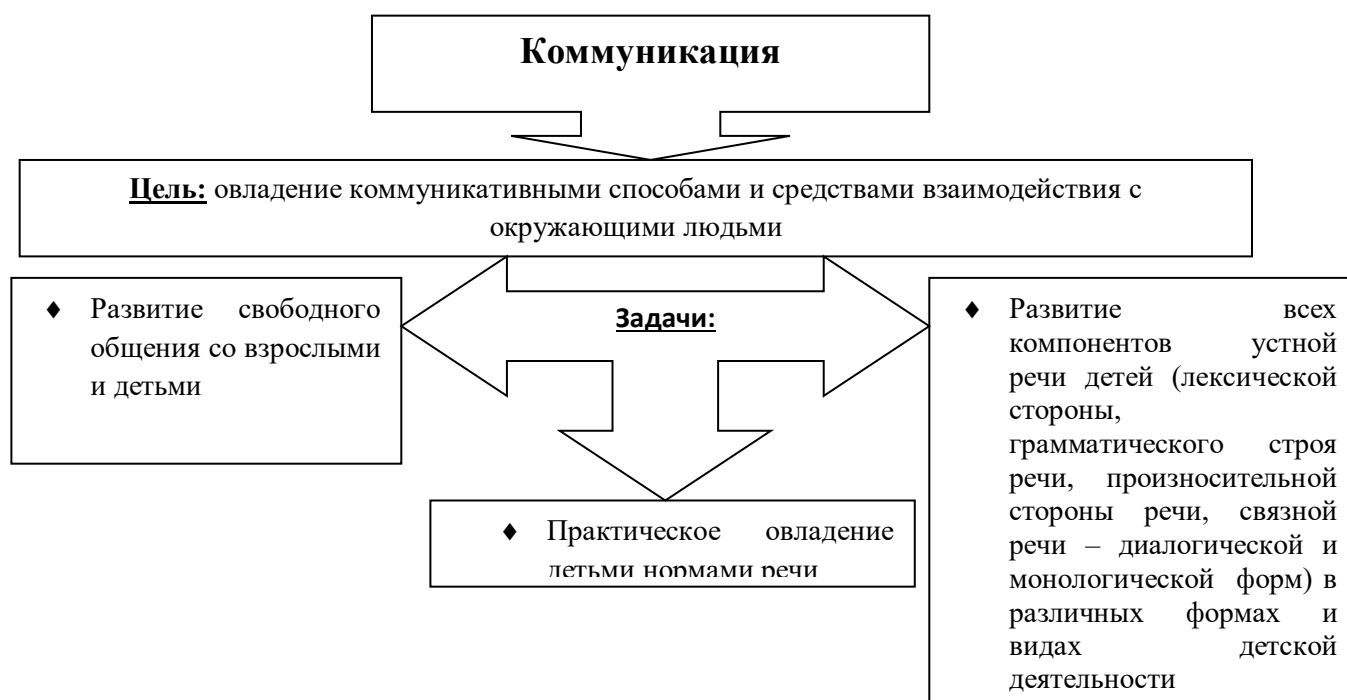 Коммуникация
Цель: овладение коммуникативными способами и средствами взаимодействия с
окружающими людьми
Задачи:
♦ Развитие свободного
общения со взрослыми
и детьми
♦ Практическое овладение
детьми нормами речи
♦ Развитие всех
компонентов устной
речи детей (лексической
стороны,
грамматического строя
речи, произносительной
стороны речи, связной
речи – диалогической и
монологической форм) в
различных формах и
видах детской
деятельности